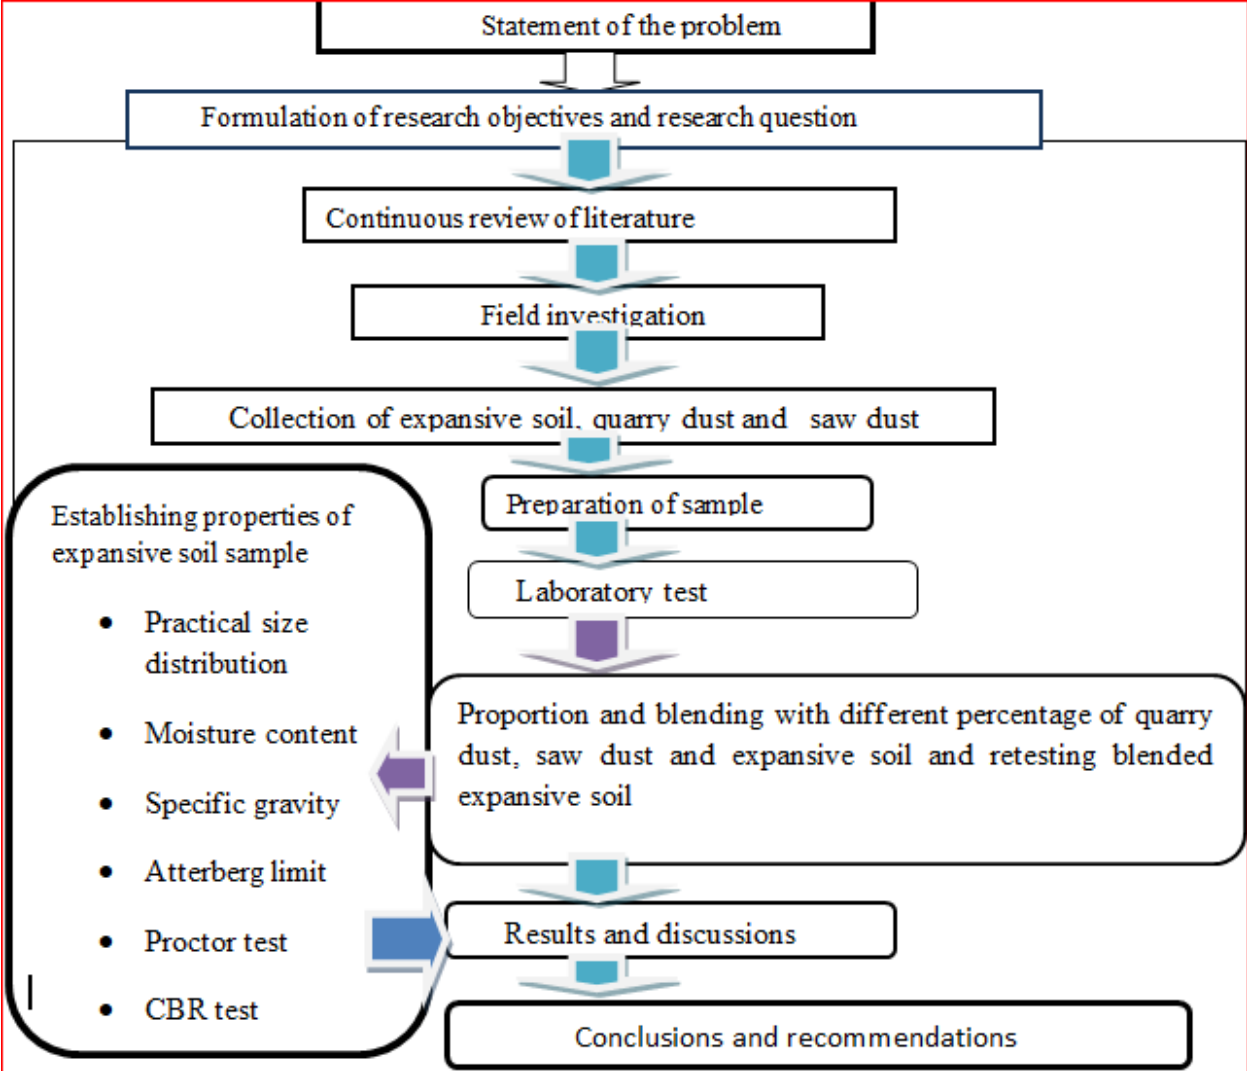 Statement of the problem
Formulation of research objectives and research question
Continuous review of literature
Field investigation
Collection of expansive soil, quarry dust and saw dust
Preparation of sample
Laboratory test
Establishing properties of
expansive soil sample
• Practical size
distribution
• Moisture content
• Specific gravity
• Atterberg limit
• Proctor test
• CBR test
Proportion and blending with different percentage of quarry
dust, saw dust and expansive soil and retesting blended
expansive soil
Results and discussions
Conclusions and recommendations